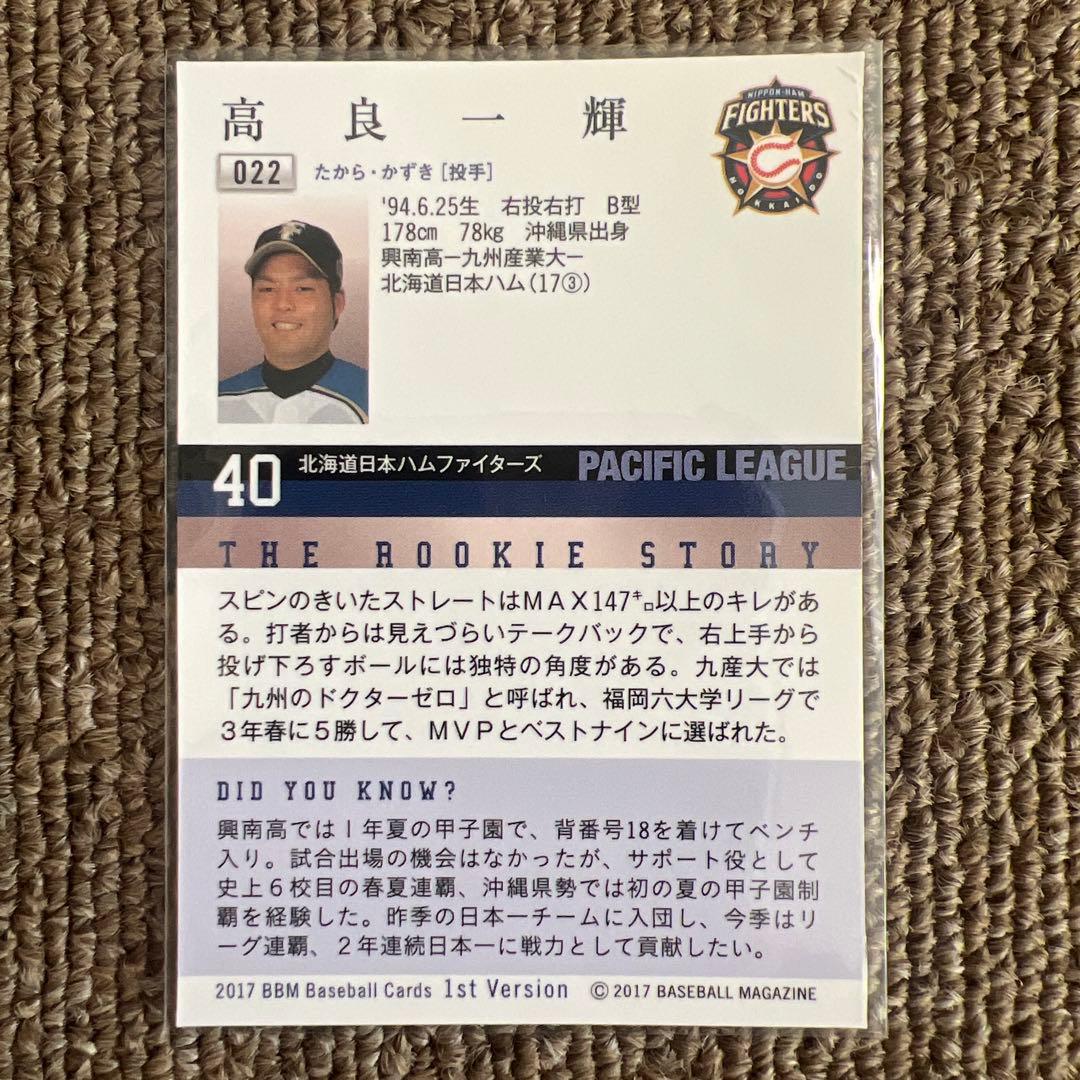 高良一輝
NIPPON-HAM
FIGHTERS
HOKKAIDO
022 たから・かずき[投手]
'94.6.25生 右投右打 B型
178cm 78kg 沖縄県出身
興南高ー九州産業大ー
北海道日本ハム(17③)
F
40 北海道日本ハムファイターズ PACIFIC LEAGUE
THE ROOKIE STORY
スピンのきいたストレートはMAX147㌔以上のキレがあ
る。打者からは見えづらいテークバックで、右上手から
投げ下ろすボールには独特の角度がある。九産大では
「九州のドクターゼロ」と呼ばれ、福岡六大学リーグで
3年春に5勝して、MVPとベストナインに選ばれた。
DID YOU KNOW?
興南高では1年夏の甲子園で、背番号18を着けてベンチ
入り。試合出場の機会はなかったが、サポート役として
史上6校目の春夏連覇、沖縄県勢では初の夏の甲子園制
覇を経験した。昨季の日本一チームに入団し、今季はリ
ーグ連覇、2年連続日本一に戦力として貢献したい。
2017 BBM Baseball Cards 1st Version © 2017 BASEBALL MAGAZINE